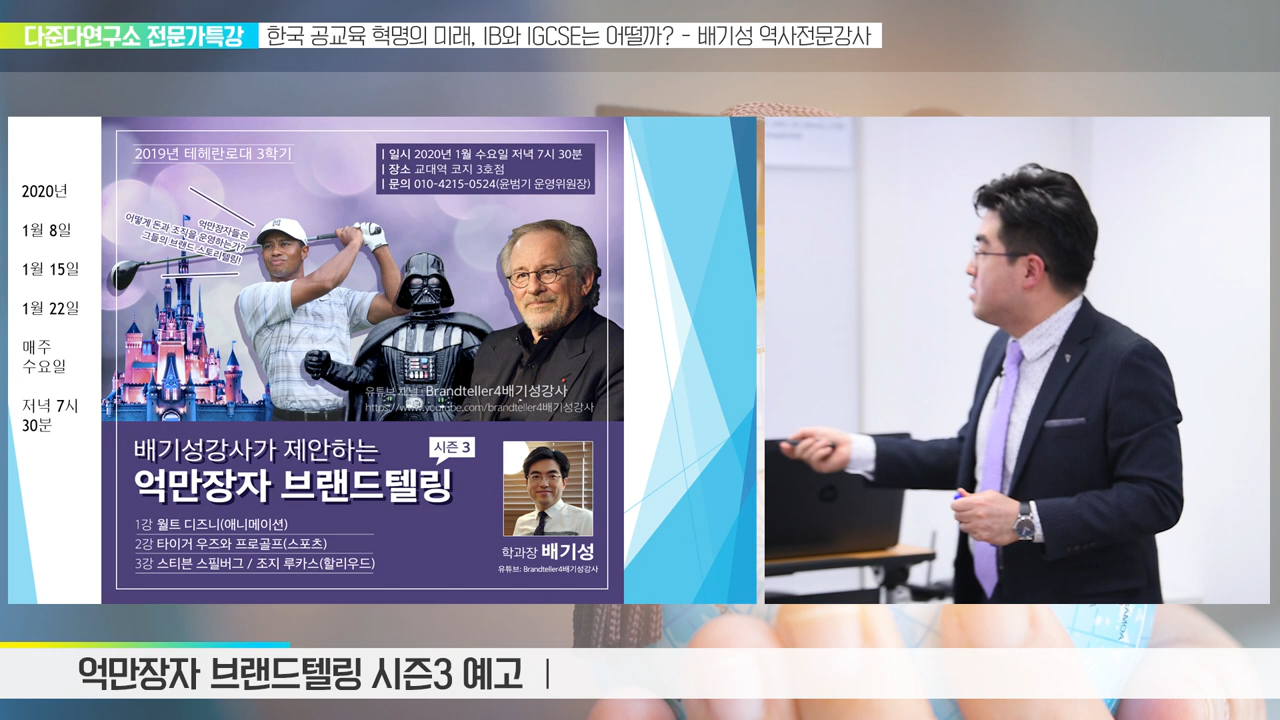 다준다연구소 전문가특강 한국 공교육 혁명의 미래, IB와 IGCSE는 어떨까? - 배기성 역사전문강사
2020년
1월 8일
1월 15일
1월 22일
매주
수요일
저녁 7시
30분
2019년 테헤란로대 3학기
| 일시 2020년 1월 수요일 저녁 7시 30분
| 장소 교대역 코지 3호점
| 문의 010-4215-0524(윤범기 운영위원장)
억만장자들은
어떻게 돈과 조직을 운영하는가?
그들의 브랜드 스토리텔링!
유튜브 채널 : Brandteller4배기성강사
https://www.youtube.com/brandteller4배기성강사
배기성강사가 제안하는
시즌 3
억만장자 브랜드텔링
1강 월트 디즈니(애니메이션)
2강 타이거 우즈와 프로골프(스포츠)
3강 스티븐 스필버그 / 조지 루카스(할리우드)
학과장 배기성
유튜브: Brandteller4배기성강사
SAMOA
억만장자 브랜드텔링 시즌3 예고 |